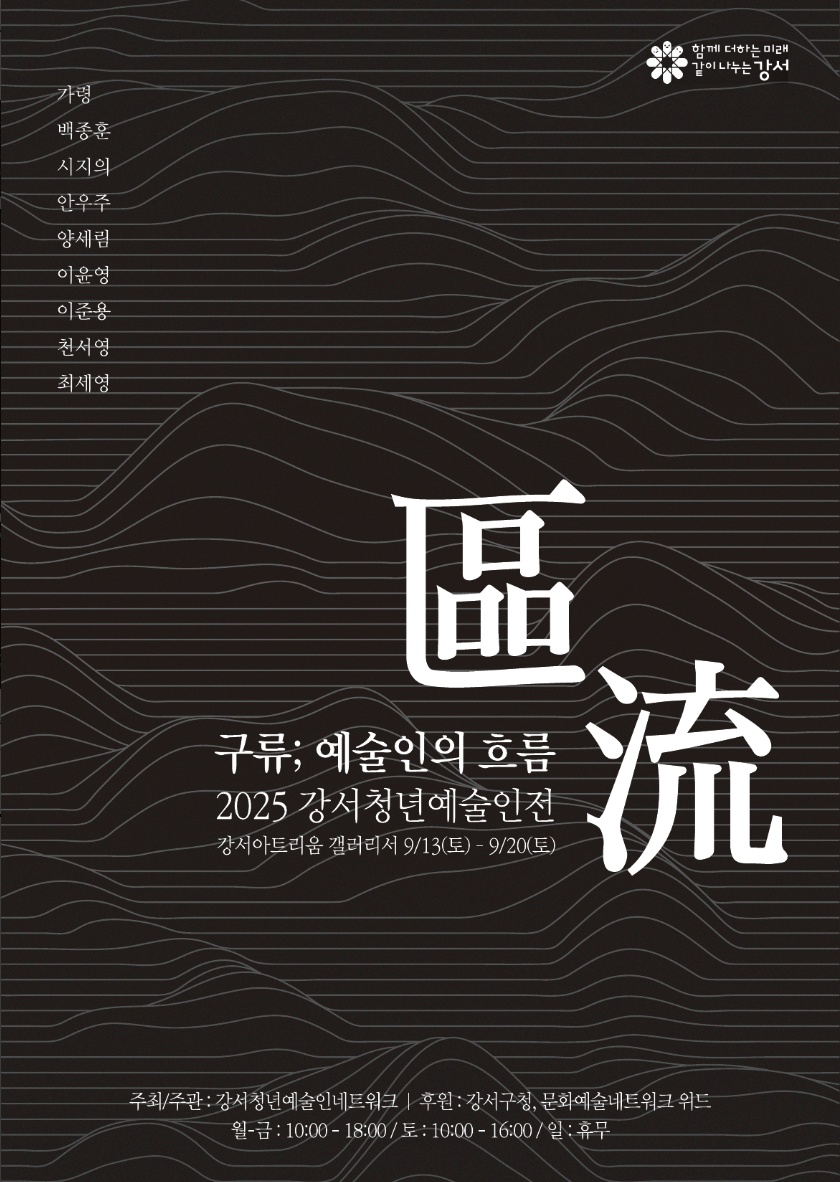 함께 더하는 미래
같이 나누는 강서
가령
백종훈
시지의
안우주
양세림
이윤영
이준용
천서영
최세영
區
流
구류; 예술인의 흐름
2025 강서청년예술인전
강서아트리움 갤러리서 9/13(토) - 9/20(토)
주최/주관 : 강서청년예술인네트워크 | 후원 : 강서구청, 문화예술네트워크 위드
월-금 : 10:00 - 18:00 / 토 : 10:00 - 16:00 / 일 : 휴무